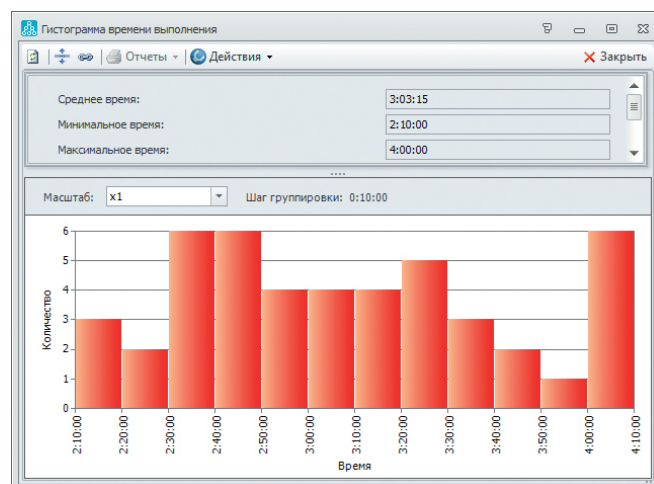 Гистограмма времени выполнения
Отчеты Действия Закрыть
Среднее время: 3:03:15
Минимальное время: 2:10:00
Максимальное время: 4:00:00
Масштаб: x1 Шаг группировки: 0:10:00
Количество
6
5
4
3
2
1
0
2:10:00 2:20:00 2:30:00 2:40:00 2:50:00 3:00:00 3:10:00 3:20:00 3:30:00 3:40:00 3:50:00 4:00:00 4:10:00
Время